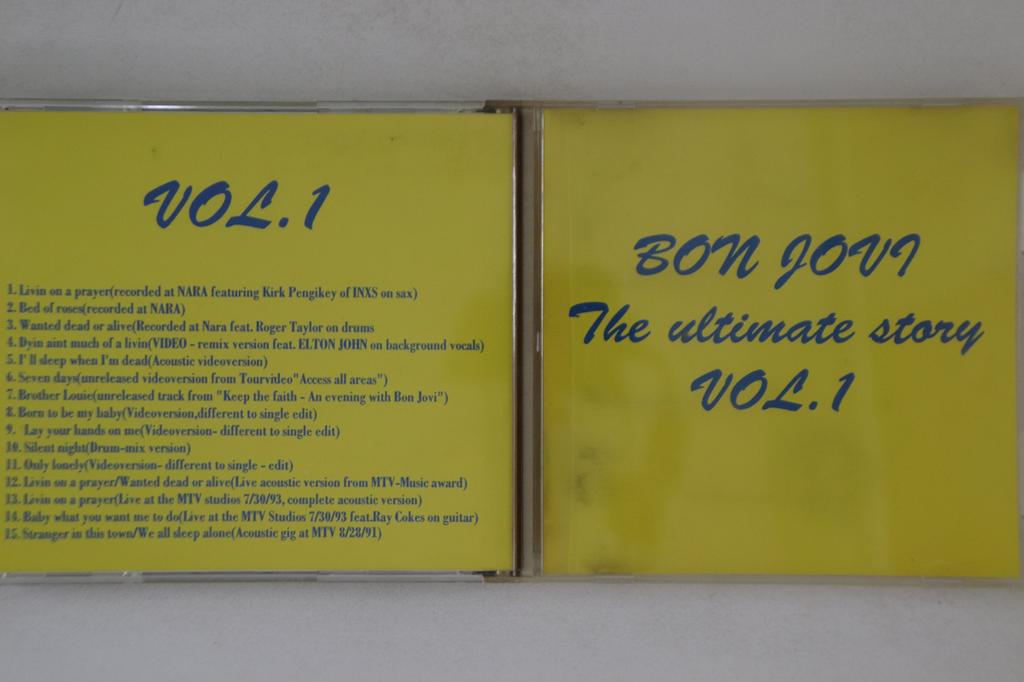 VOL.1
1. Livin on a prayer(recorded at NARA featuring Kirk Pengikey of INXS on sax)
2. Bed of roses(recorded at NARA)
3. Wanted dead or alive(Recorded at Nara feat. Roger Taylor on drums
4. Dyin aint much of a livin(VIDEO - remix version feat. ELTON JOHN on background vocals)
5. I'll sleep when I'm dead(Acoustic videoversion)
6. Seven days(unreleased videoversion from Tourvideo"Access all areas")
7. Brother Louie(unreleased track from "Keep the faith - An evening with Bon Jovi")
8. Born to be my baby(Videoversion,different to single edit)
9. Lay your hands on me(Videoversion- different to single edit)
10. Silent night(Drum-mix version)
11. Only lonely(Videoversion- different to single - edit)
12. Livin on a prayer/Wanted dead or alive(Live acoustic version from MTV-Music award)
13. Livin on a prayer(Live at the MTV studios 7/30/93, complete acoustic version)
14. Baby what you want me to do(Live at the MTV Studios 7/30/93 feat.Ray Cokes on guitar)
15. Stranger in this town/We all sleep alone(Acoustic gig at MTV 8/28/91)
BON JOVI
The ultimate story
VOL.1